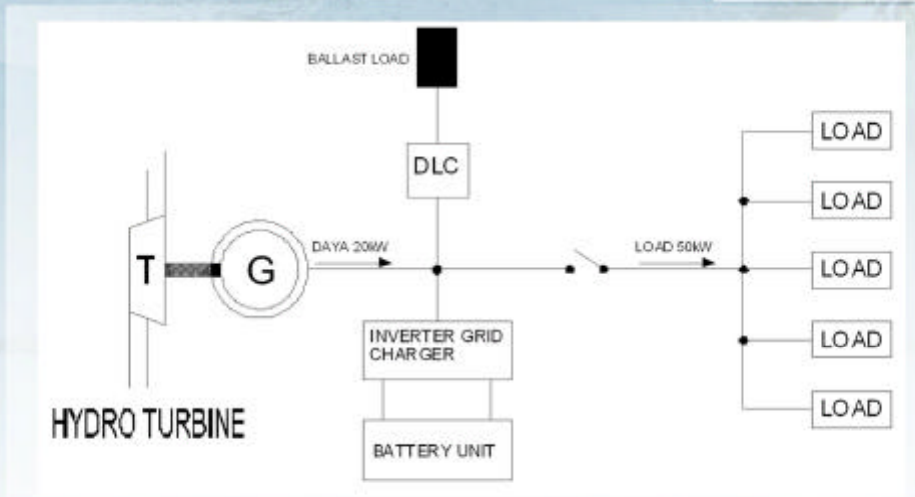 BALLAST LOAD
DLC
T
G
DAYA 20kW
LOAD 50kW
LOAD
LOAD
LOAD
LOAD
LOAD
INVERTER GRID
CHARGER
BATTERY UNIT
HYDRO TURBINE